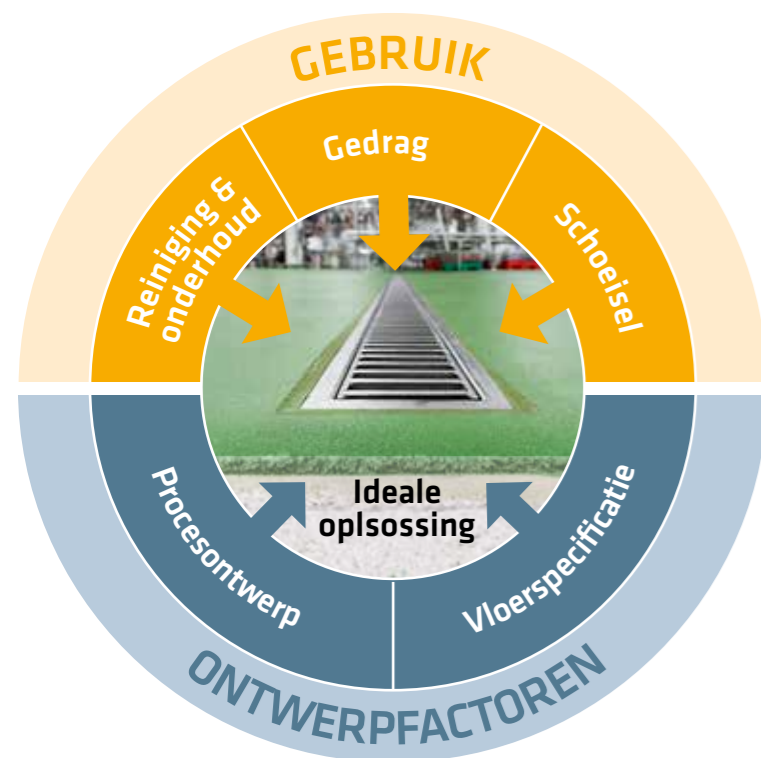 GEBRUIK
Gedrag
Reiniging &
onderhoud
Schoeisel
Ideale
oplsossing
Procesontwerp
Vloerspecificatie
ONTWERPFACTOREN